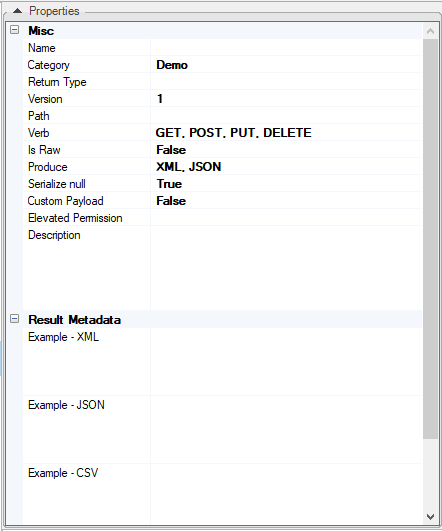 Properties
Misc
Name
Category Demo
Return Type
Version 1
Path
Verb GET, POST, PUT, DELETE
Is Raw False
Produce XML, JSON
Serialize null True
Custom Payload False
Elevated Permission
Description
Result Metadata
Example - XML
Example - JSON
Example - CSV